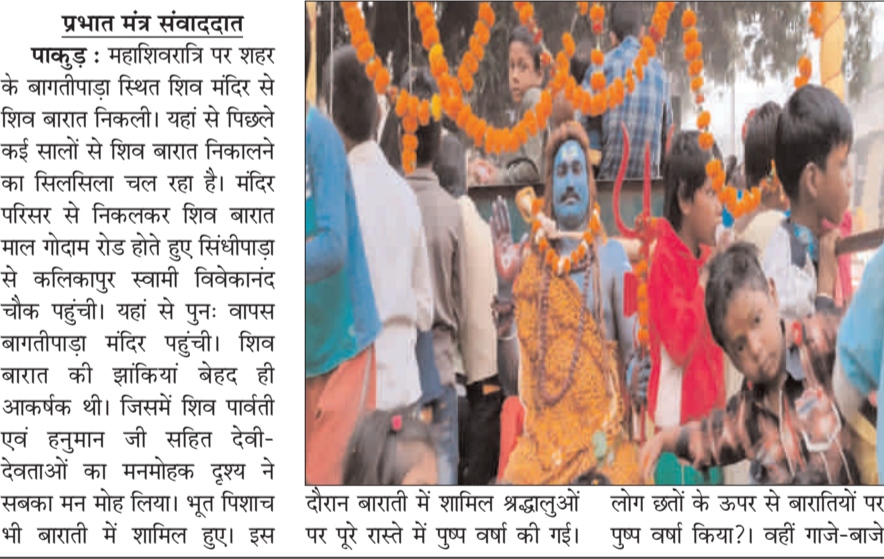 प्रभात मंत्र संवाददात
पाकुड़ : महाशिवरात्रि पर शहर
के बागतीपाड़ा स्थित शिव मंदिर से
शिव बारात निकली। यहां से पिछले
कई सालों से शिव बारात निकालने
का सिलसिला चल रहा है। मंदिर
परिसर से निकलकर शिव बारात
माल गोदाम रोड होते हुए सिंधीपाड़ा
से कलिकापुर स्वामी विवेकानंद
चौक पहुंची। यहां से पुनः वापस
बागतीपाड़ा मंदिर पहुंची। शिव
बारात की झांकियां बेहद ही
आकर्षक थी। जिसमें शिव पार्वती
एवं हनुमान जी सहित देवी-
देवताओं का मनमोहक दृश्य ने
सबका मन मोह लिया। भूत पिशाच
भी बाराती में शामिल हुए। इस
दौरान बाराती में शामिल श्रद्धालुओं
पर पूरे रास्ते में पुष्प वर्षा की गई।
लोग छतों के ऊपर से बारातियों पर
पुष्प वर्षा किया?। वहीं गाजे-बाजे